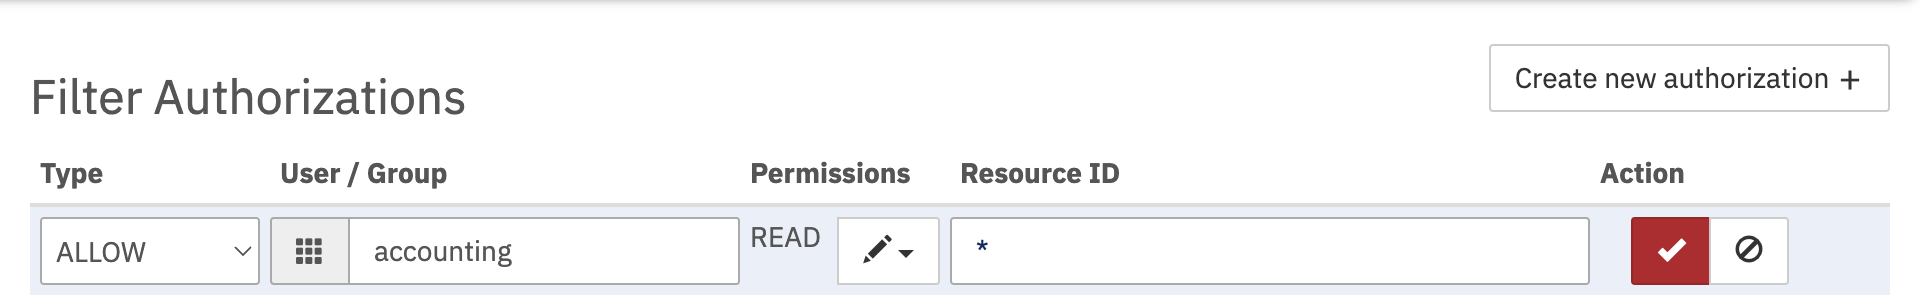 Create new authorization +
Filter Authorizations
Type User / Group Permissions Resource ID Action
ALLOW accounting READ *